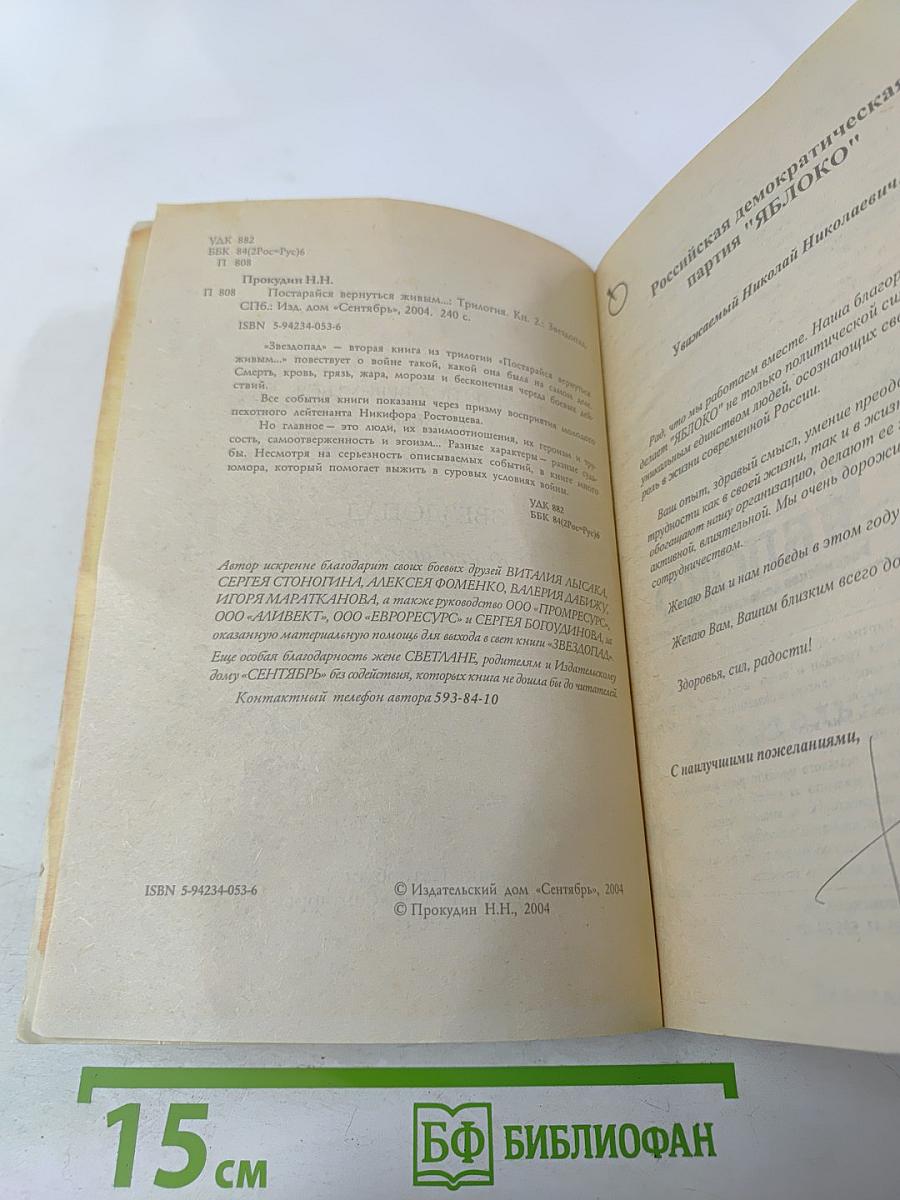 УДК 882
ББК 84(2Рос=Рус)6
П 808
Прокудин Н.Н.
П 808 Постарайся вернуться живым...: Трилогия. Кн. 2.: Звездопад.
СПб.: Изд. дом «Сентябрь», 2004. 240 с.
ISBN 5-94234-053-6
«Звездопад» — вторая книга из трилогии «Постарайся вернуться
живым...» повествует о войне такой, какой она была на самом деле.
Смерть, кровь, грязь, жара, морозы и бесконечная череда боевых дей-
ствий.
Все события книги показаны через призму восприятия молодого
пехотного лейтенанта Никифора Ростовцева.
Но главное — это люди, их взаимоотношения, их героизм и тру-
сость, самоотверженность и эгоизм... Разные характеры — разные судь-
бы. Несмотря на серьезность описываемых событий, в книге много
юмора, который помогает выжить в суровых условиях войны.
УДК 882
ББК 84(2Рос=Рус)6
Автор искренне благодарит своих боевых друзей ВИТАЛИЯ ЛЫСАКА,
СЕРГЕЯ СТОНОГИНА, АЛЕКСЕЯ ФОМЕНКО, ВАЛЕРИЯ ДАБИЖУ,
ИГОРЯ МАРАТКАНОВА, а также руководство ООО «ПРОМРЕСУРС»,
ООО «АЛИВЕКТ», ООО «ЕВРОРЕСУРС» и СЕРГЕЯ БОГОУДИНОВА, за
оказанную материальную помощь для выхода в свет книги «ЗВЕЗДОПАД».
Еще особая благодарность жене СВЕТЛАНЕ, родителям и Издательскому
дому «СЕНТЯБРЬ» без содействия, которых книга не дошла бы до читателей.
Контактный телефон автора 593-84-10
ISBN 5-94234-053-6
© Издательский дом «Сентябрь», 2004
© Прокудин Н.Н., 2004
Российская демократическая
партия "ЯБЛОКО"
Уважаемый Николай Николаевич,
Рад, что мы работаем вместе. Наша благор
делает "ЯБЛОКО" не только политической сил
уникальным единством людей, осознающих сво
роль в жизни современной России.
Ваш опыт, здравый смысл, умение преодо
трудности как в своей жизни, так и в жизн
обогащают нашу организацию, делают ее
активной, влиятельной. Мы очень дорожи
сотрудничеством.
Желаю Вам и нам победы в этом году
Желаю Вам, Вашим близким всего до
Здоровья, сил, радости!
С наилучшими пожеланиями,
15 см
БФ БИБЛИОФАН